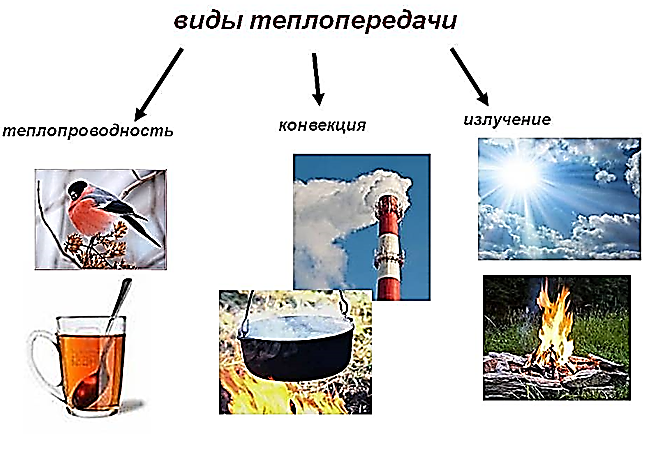 виды теплопередачи
теплопроводность
конвекция
излучение